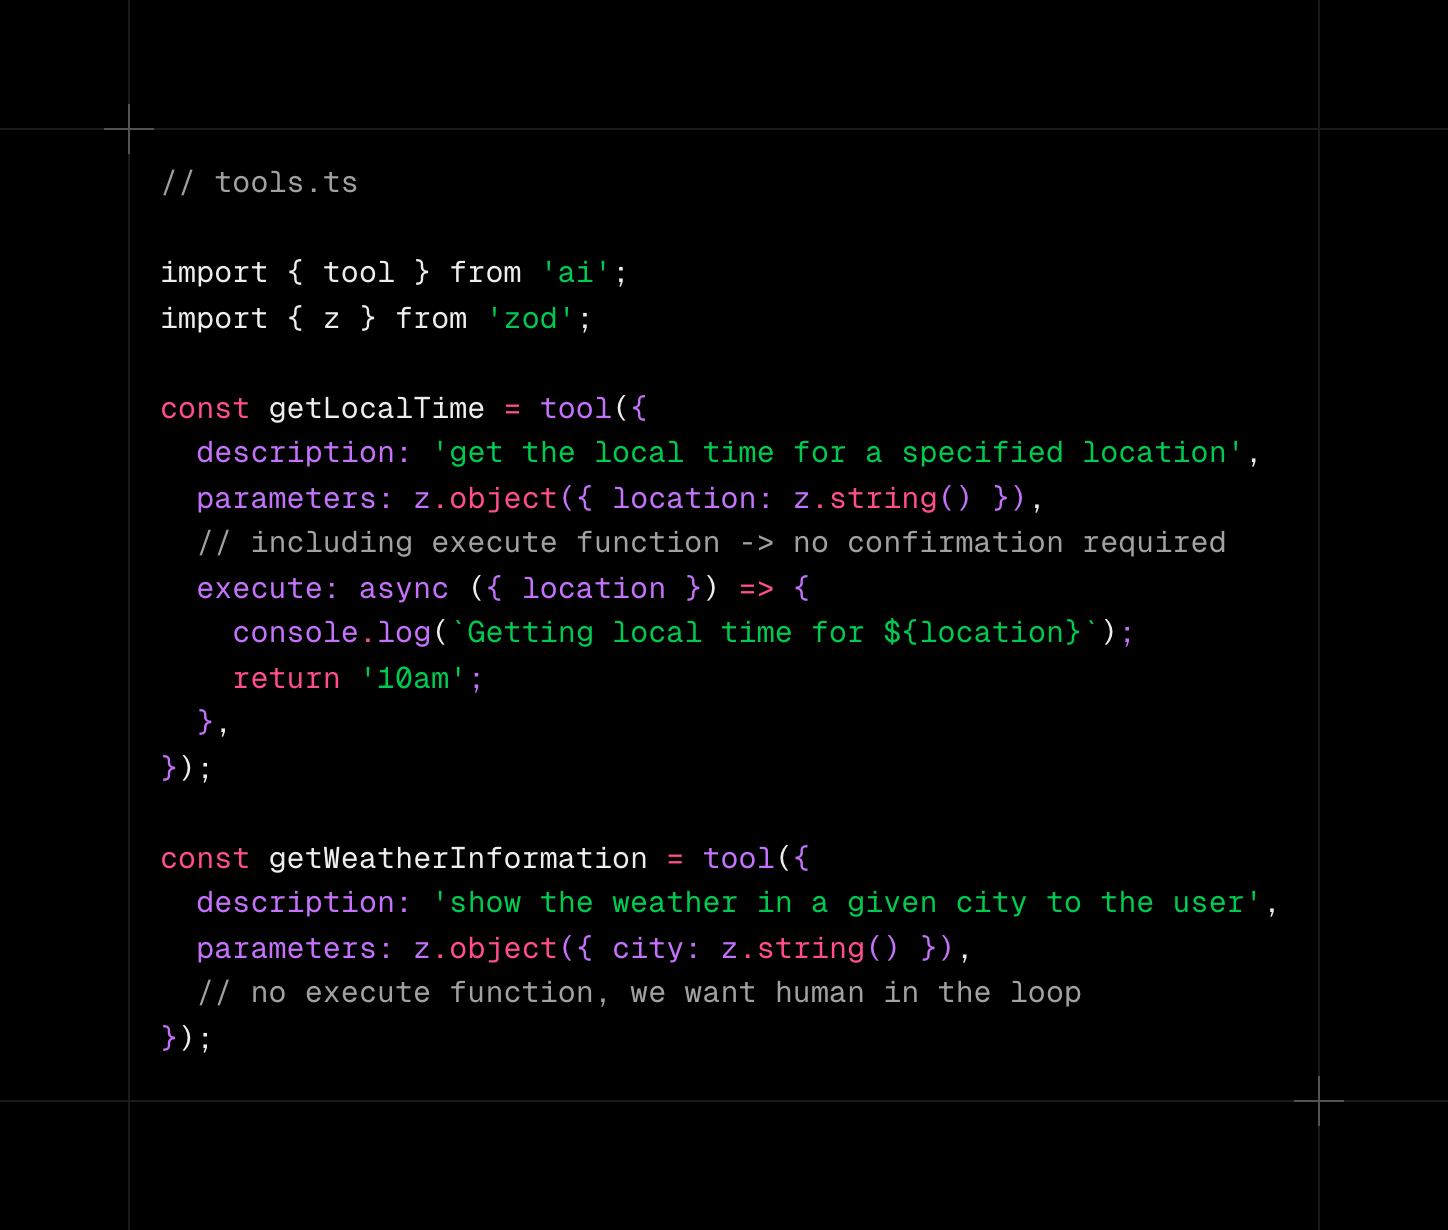 // tools.ts

import { tool } from 'ai';
import { z } from 'zod';

const getLocalTime = tool({
  description: 'get the local time for a specified location',
  parameters: z.object({ location: z.string() }),
  // including execute function -> no confirmation required
  execute: async ({ location }) => {
    console.log(`Getting local time for ${location}`);
    return '10am';
  },
});

const getWeatherInformation = tool({
  description: 'show the weather in a given city to the user',
  parameters: z.object({ city: z.string() }),
  // no execute function, we want human in the loop
});